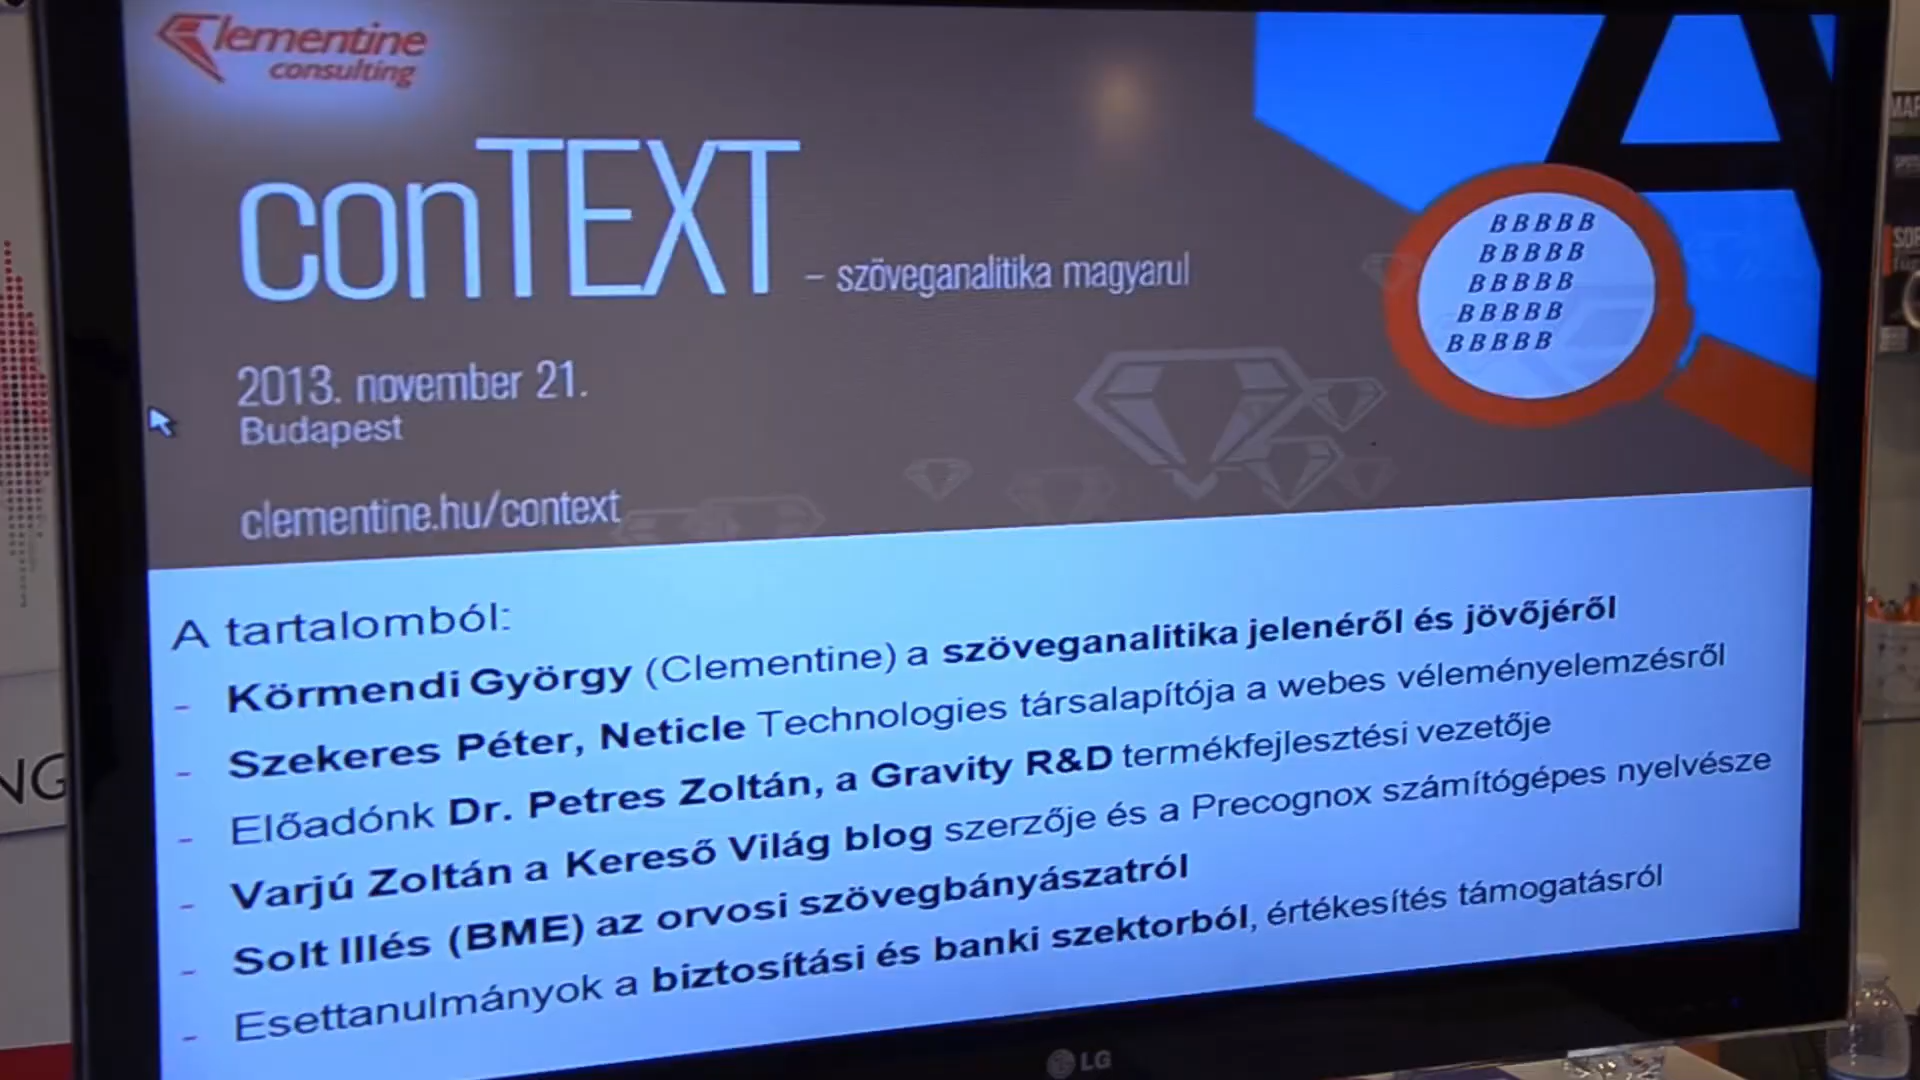 Clementine
consulting
conTEXT – szöveganalitika magyarul
2013. november 21.
Budapest
clementine.hu/context
A
BBBBB
BBBBB
BBBBB
BBBBB
BBBBB
A tartalomból:
- Körmendi György (Clementine) a szöveganalitika jelenéről és jövőjéről
- Szekeres Péter, Neticle Technologies társalapítója a webes véleményelemzésről
- Előadónk Dr. Petres Zoltán, a Gravity R&D termékfejlesztési vezetője
- Varjú Zoltán a Kereső Világ blog szerzője és a Precognox számítógépes nyelvésze
- Solt Illés (BME) az orvosi szövegbányászatról
- Esettanulmányok a biztosítási és banki szektorból, értékesítés támogatásról
LG
NG